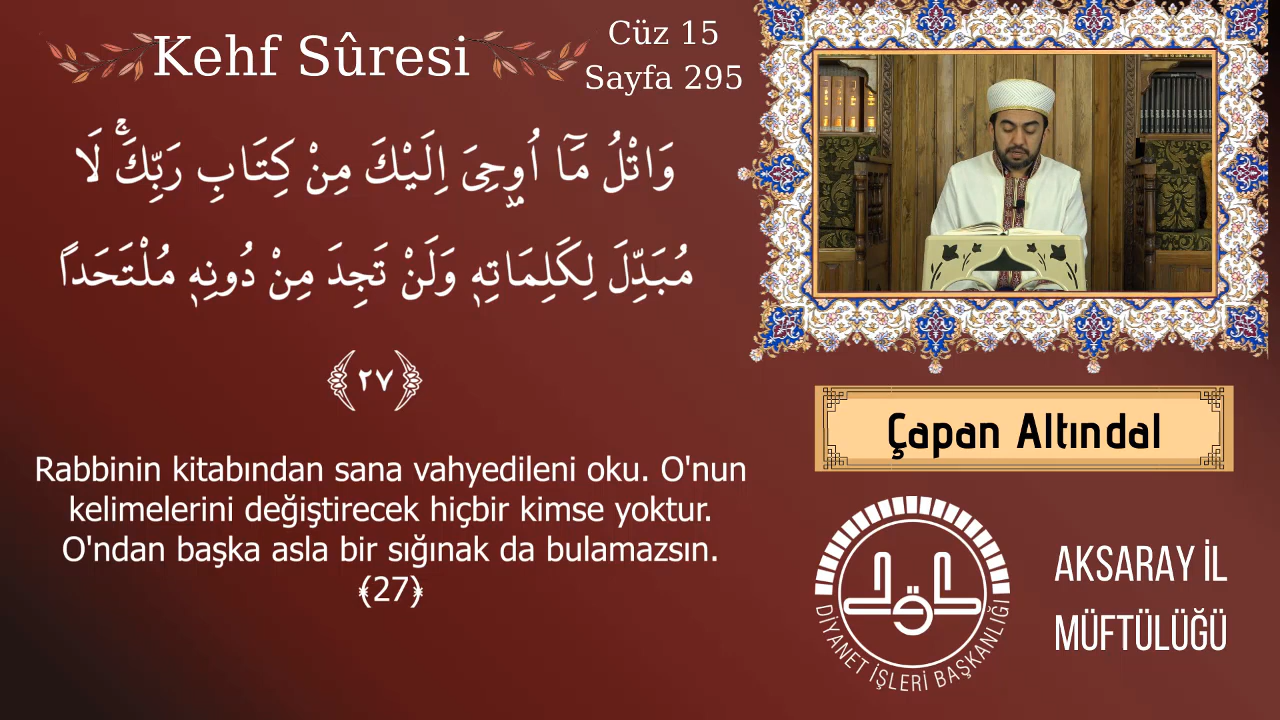 Kehf Sûresi
Cüz 15
Sayfa 295
وَاتْلُ مَٓا اُو۫حِيَ اِلَيْكَ مِنْ كِتَابِ رَبِّكَۚ لَا
مُبَدِّلَ لِكَلِمَاتِه۪ وَلَنْ تَجِدَ مِنْ دُونِه۪ مُلْتَحَداً
﴿٢٧﴾
Rabbinin kitabından sana vahyedileni oku. O'nun
kelimelerini değiştirecek hiçbir kimse yoktur.
O'ndan başka asla bir sığınak da bulamazsın.
﴾27﴿
Çapan Altındal
DİYANET İŞLERİ BAŞKANLIĞI
AKSARAY İL
MÜFTÜLÜĞÜ